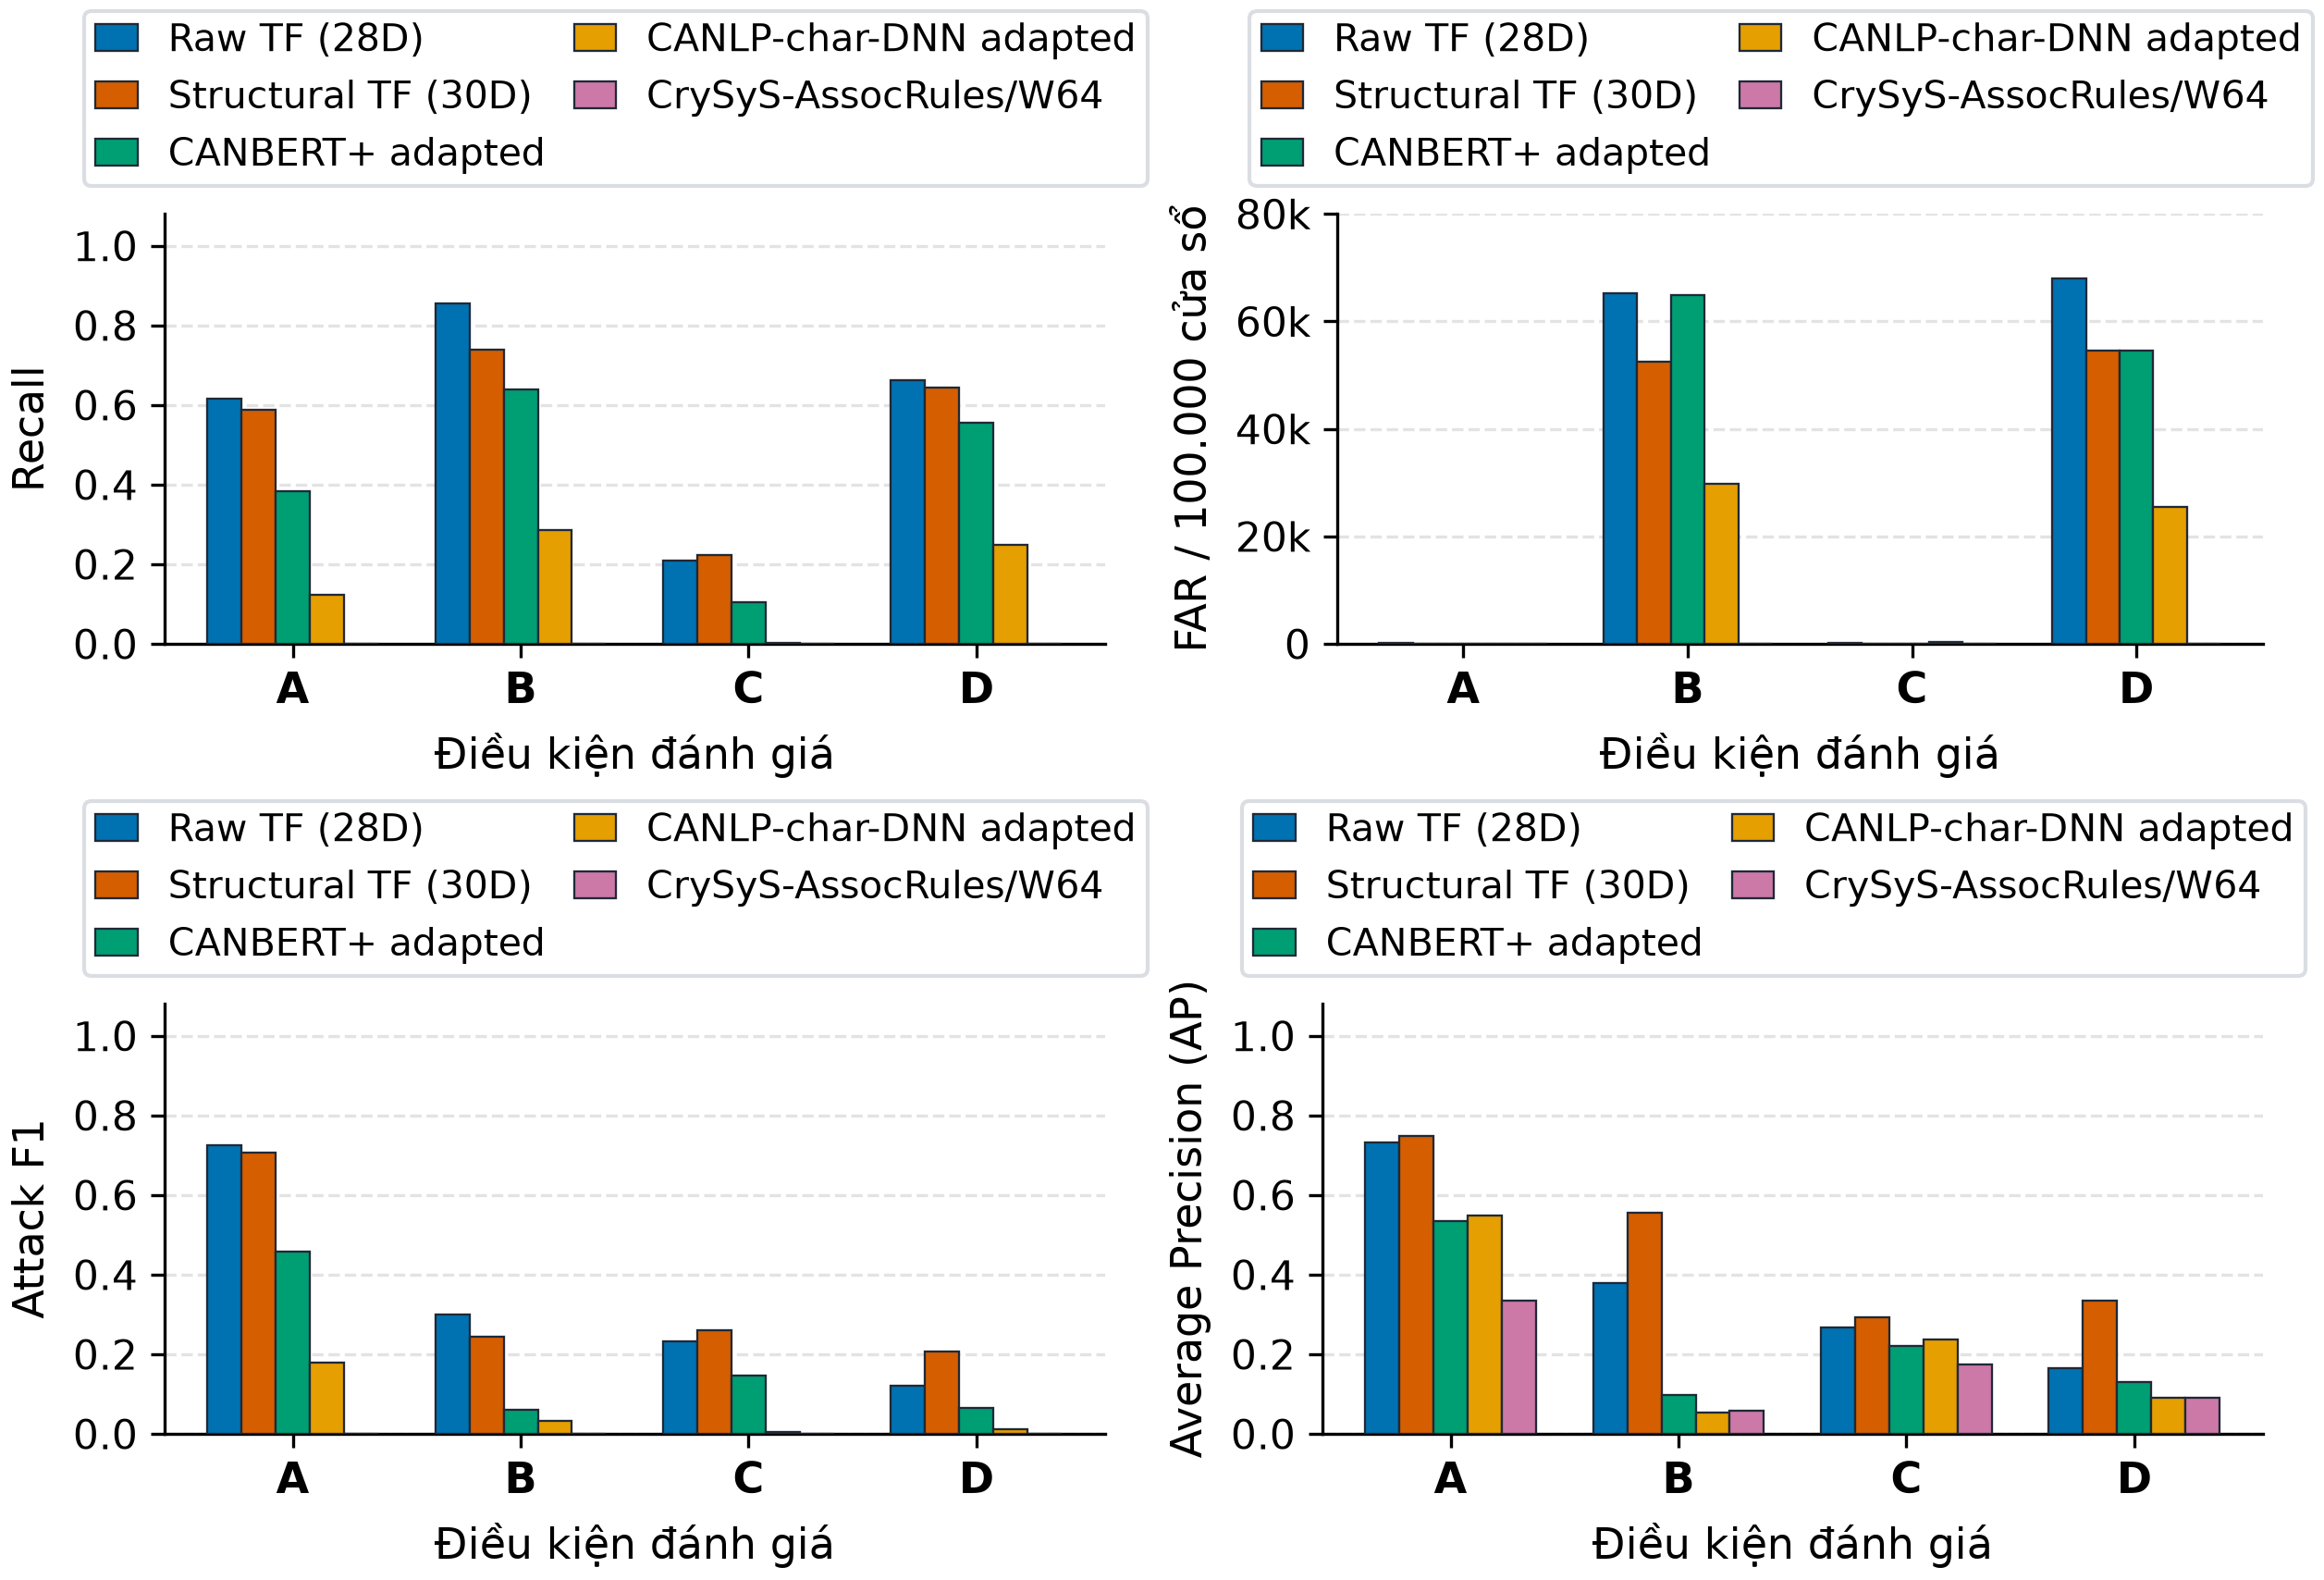 Raw TF (28D)
Structural TF (30D)
CANBERT+ adapted
CANLP-char-DNN adapted
CrySyS-AssocRules/W64
Recall
1.0
0.8
0.6
0.4
0.2
0.0
A B C D
Điều kiện đánh giá
Raw TF (28D)
Structural TF (30D)
CANBERT+ adapted
CANLP-char-DNN adapted
CrySyS-AssocRules/W64
FAR / 100.000 cửa sổ
80k
60k
40k
20k
0
A B C D
Điều kiện đánh giá
Raw TF (28D)
Structural TF (30D)
CANBERT+ adapted
CANLP-char-DNN adapted
CrySyS-AssocRules/W64
Attack F1
1.0
0.8
0.6
0.4
0.2
0.0
A B C D
Điều kiện đánh giá
Raw TF (28D)
Structural TF (30D)
CANBERT+ adapted
CANLP-char-DNN adapted
CrySyS-AssocRules/W64
Average Precision (AP)
1.0
0.8
0.6
0.4
0.2
0.0
A B C D
Điều kiện đánh giá